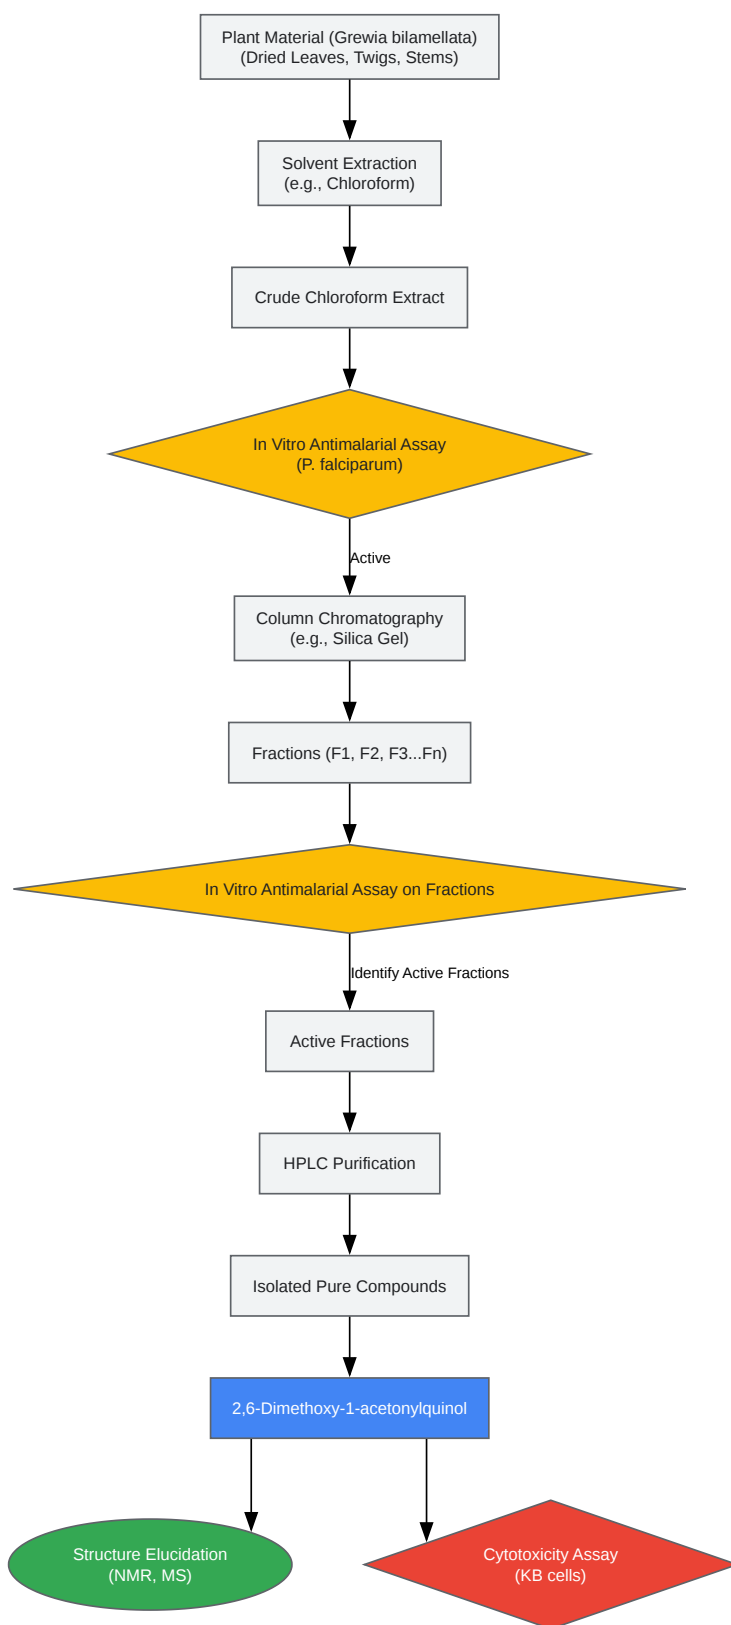 Plant Material (Grewia bilamellata)
(Dried Leaves, Twigs, Stems)
Solvent Extraction
(e.g., Chloroform)
Crude Chloroform Extract
In Vitro Antimalarial Assay
(P. falciparum)
Active
Column Chromatography
(e.g., Silica Gel)
Fractions (F1, F2, F3...Fn)
In Vitro Antimalarial Assay on Fractions
Identify Active Fractions
Active Fractions
HPLC Purification
Isolated Pure Compounds
2,6-Dimethoxy-1-acetonylquinol
Structure Elucidation
(NMR, MS)
Cytotoxicity Assay
(KB cells)